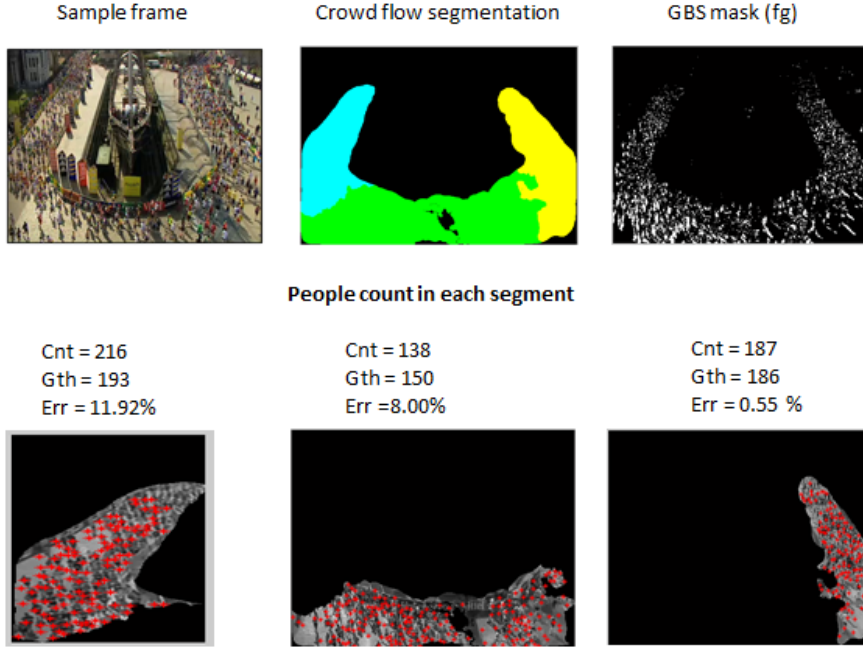 Sample frame
Crowd flow segmentation
GBS mask (fg)
People count in each segment
Cnt = 216
Gth = 193
Err = 11.92%
Cnt = 138
Gth = 150
Err =8.00%
Cnt = 187
Gth = 186
Err = 0.55 %